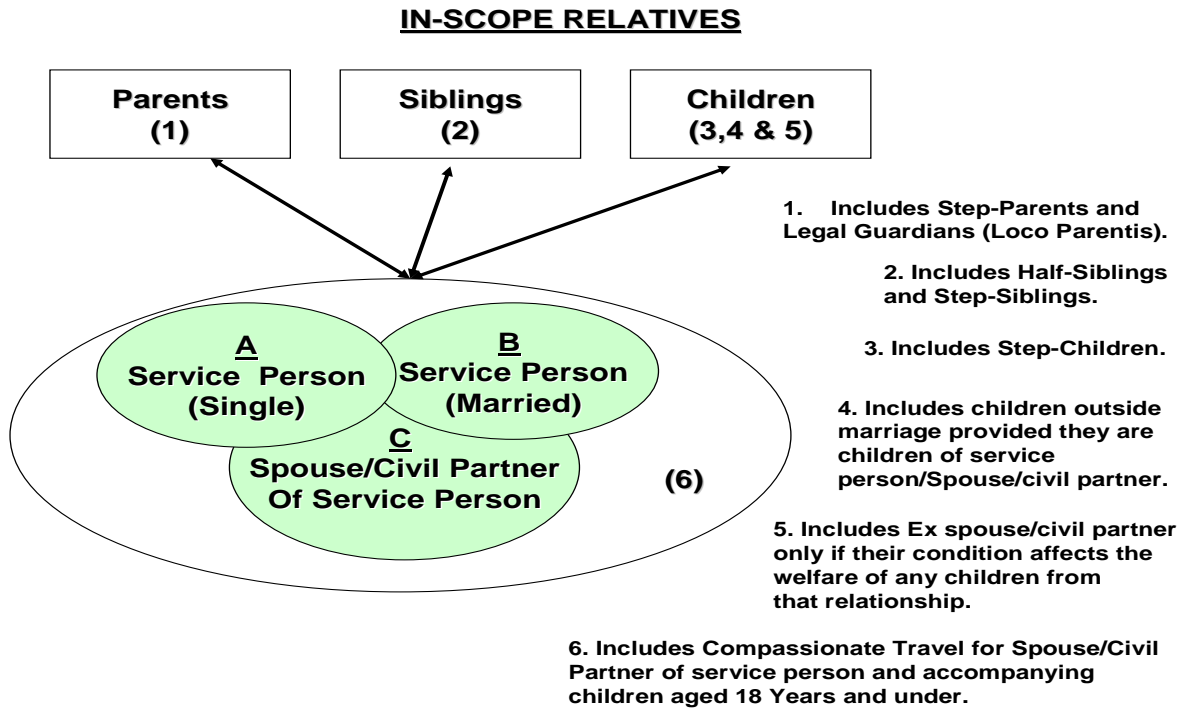 IN-SCOPE RELATIVES
Parents
(1)
Siblings
(2)
Children
(3,4 & 5)
A
Service Person
(Single)
B
Service Person
(Married)
C
Spouse/Civil Partner
Of Service Person
(6)
1. Includes Step-Parents and
Legal Guardians (Loco Parentis).
2. Includes Half-Siblings
and Step-Siblings.
3. Includes Step-Children.
4. Includes children outside
marriage provided they are
children of service
person/Spouse/civil partner.
5. Includes Ex spouse/civil partner
only if their condition affects the
welfare of any children from
that relationship.
6. Includes Compassionate Travel for Spouse/Civil
Partner of service person and accompanying
children aged 18 Years and under.